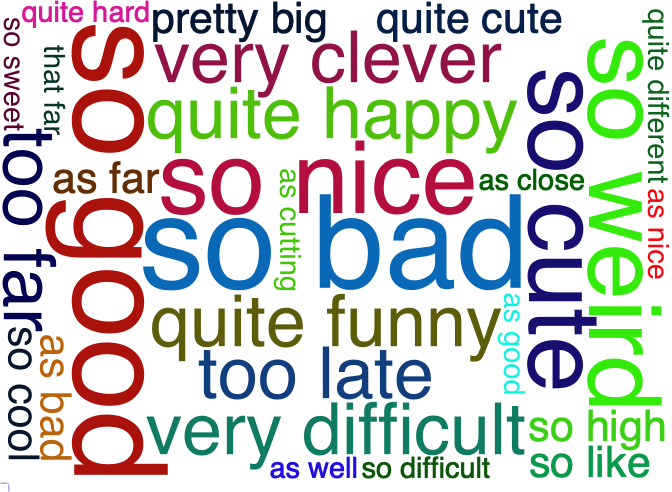 quite hard
pretty big
quite cute
so sweet
that far
so good
very clever
quite happy
so cute
so weird
quite different
too far
as far
so nice
as cutting
as close
as nice
so bad
quite funny
as good
so cool
as bad
too late
very difficult
so high
so like
as well
so difficult